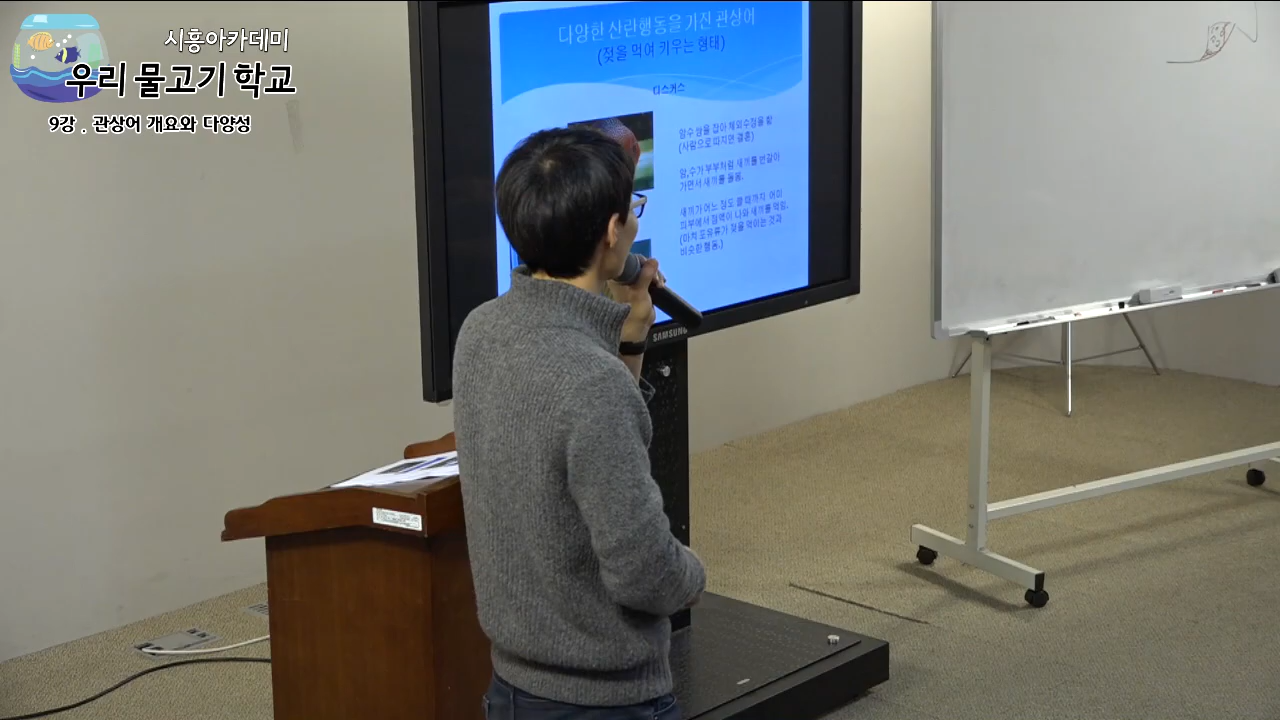 시흥아카데미
우리 물고기 학교
9강 . 관상어 개요와 다양성
다양한 산란행동을 가진 관상어
(젖을 먹여 키우는 형태)
디스커스
암수 쌍을 잡아 체외수정을 함
(사람으로 따지면 결혼)
암,수가 부부처럼 새끼를 번갈아
가면서 새끼를 돌봄.
새끼가 어느 정도 클 때까지 어미
피부에서 점액이 나와 새끼를 먹임.
(마치 포유류가 젖을 먹이는 것과
비슷한 행동.)
SAMSUNG